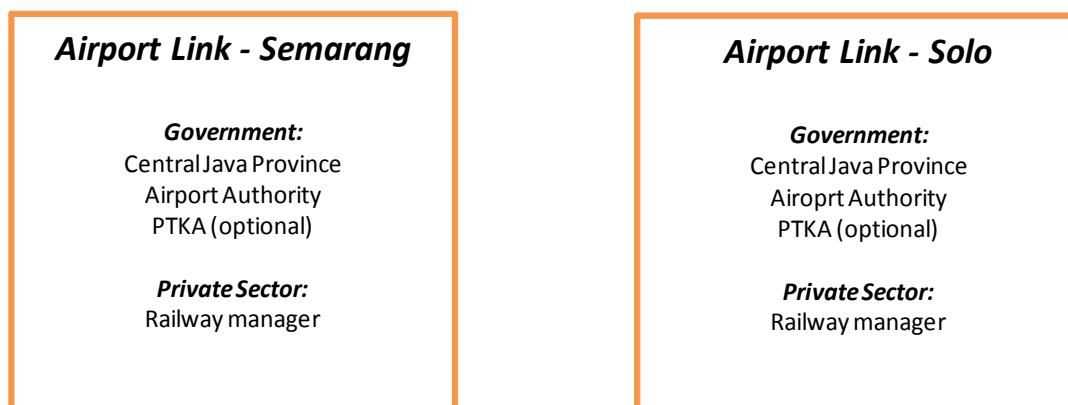 Airport Link - Semarang
Government:
Central Java Province
Airport Authority
PTKA (optional)
Private Sector:
Railway manager
Airport Link - Solo
Government:
Central Java Province
Airoprt Authority
PTKA (optional)
Private Sector:
Railway manager